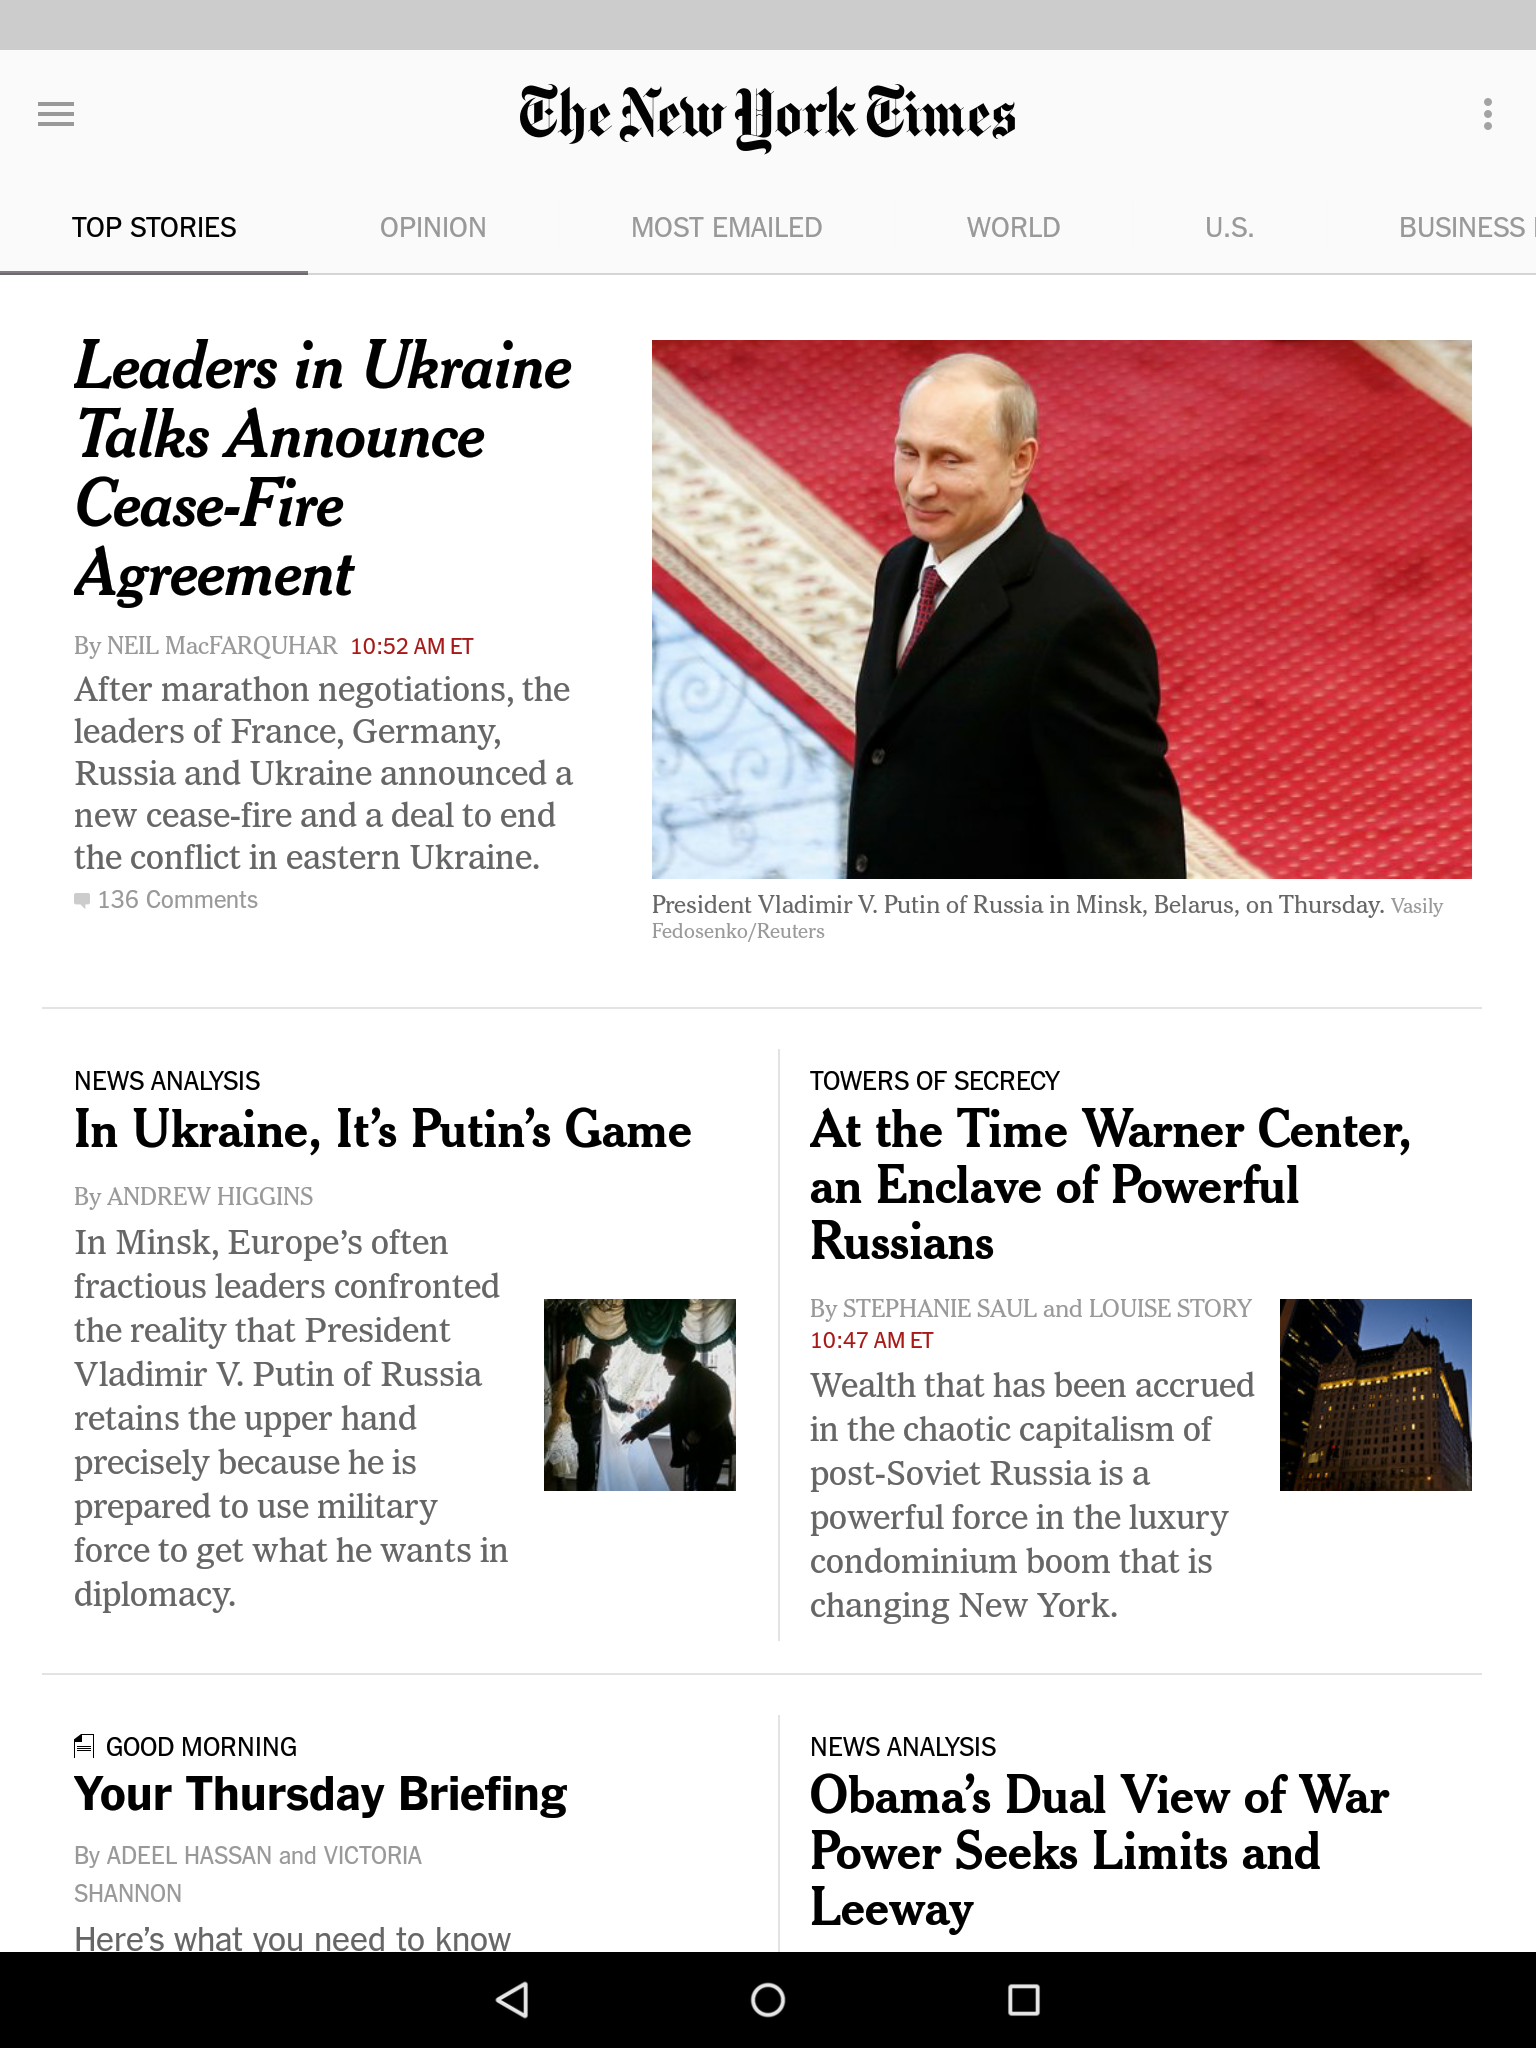 The New York Times
TOP STORIES
OPINION
MOST EMAILED
WORLD
U.S.
BUSINESS
Leaders in Ukraine
Talks Announce
Cease-Fire
Agreement
By NEIL MacFARQUHAR 10:52 AM ET
After marathon negotiations, the
leaders of France, Germany,
Russia and Ukraine announced a
new cease-fire and a deal to end
the conflict in eastern Ukraine.
136 Comments
President Vladimir V. Putin of Russia in Minsk, Belarus, on Thursday. Vasily
Fedosenko/Reuters
NEWS ANALYSIS
In Ukraine, It’s Putin’s Game
By ANDREW HIGGINS
In Minsk, Europe’s often
fractious leaders confronted
the reality that President
Vladimir V. Putin of Russia
retains the upper hand
precisely because he is
prepared to use military
force to get what he wants in
diplomacy.
TOWERS OF SECRECY
At the Time Warner Center,
an Enclave of Powerful
Russians
By STEPHANIE SAUL and LOUISE STORY
10:47 AM ET
Wealth that has been accrued
in the chaotic capitalism of
post-Soviet Russia is a
powerful force in the luxury
condominium boom that is
changing New York.
GOOD MORNING
Your Thursday Briefing
By ADEEL HASSAN and VICTORIA
SHANNON
Here’s what you need to know
NEWS ANALYSIS
Obama’s Dual View of War
Power Seeks Limits and
Leeway